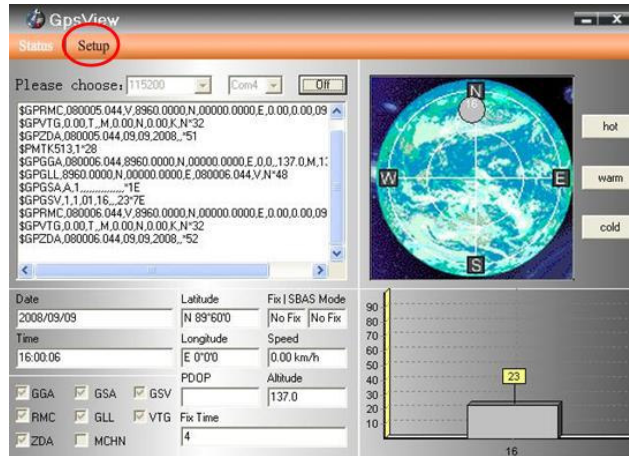 GpsView
Status Setup
Please choose: 115200 Com4 Off
$GPRMC,080005.044,V,8960.0000,N,00000.0000,E,0.00,0.00,09
$GPVTG,0.00,T,,M,0.00,N,0.00,K,N*32
$GPZDA,080005.044,09,09,2008,,*51
$PMTK513,1*28
$GPGGA,080006.044,8960.0000,N,00000.0000,E,0,0,,137.0,M,1
$GPGLL,8960.0000,N,00000.0000,E,080006.044,V,N*48
$GPGSA,A,1,,,,,,,,,,,,,,,*1E
$GPGSV,1,1,01,16,,,23*7E
$GPRMC,080006.044,V,8960.0000,N,00000.0000,E,0.00,0.00,09
$GPVTG,0.00,T,,M,0.00,N,0.00,K,N*32
$GPZDA,080006.044,09,09,2008,,*52
N
16
W
E
S
hot
warm
cold
Date Latitude Fix | SBAS Mode
2008/09/09 N 89°60'0 No Fix No Fix
Time Longitude Speed
16:00:06 E 0°0'0 0.00 km/h
PDOP Altitude
137.0
GGA GSA GSV
RMC GLL VTG Fix Time
ZDA MCHN 4
90
80
70
60
50
40
30
20
10
23
16